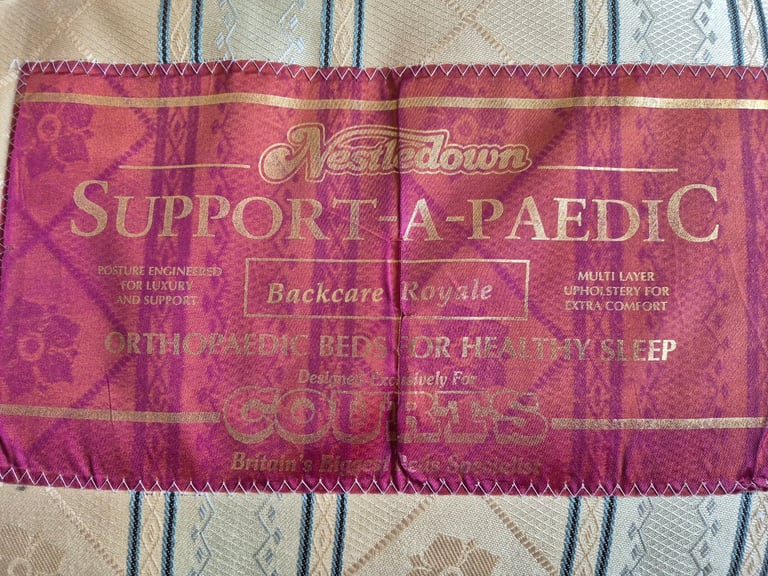 Nestledown
SUPPORT-A-PAEDIC
POSTURE ENGINEERED
FOR LUXURY
AND SUPPORT
Backcare Royale
MULTI LAYER
UPHOLSTERY FOR
EXTRA COMFORT
ORTHOPAEDIC BEDS FOR HEALTHY SLEEP
Designed Exclusively For
COURTS
Britain's Biggest Beds Specialist